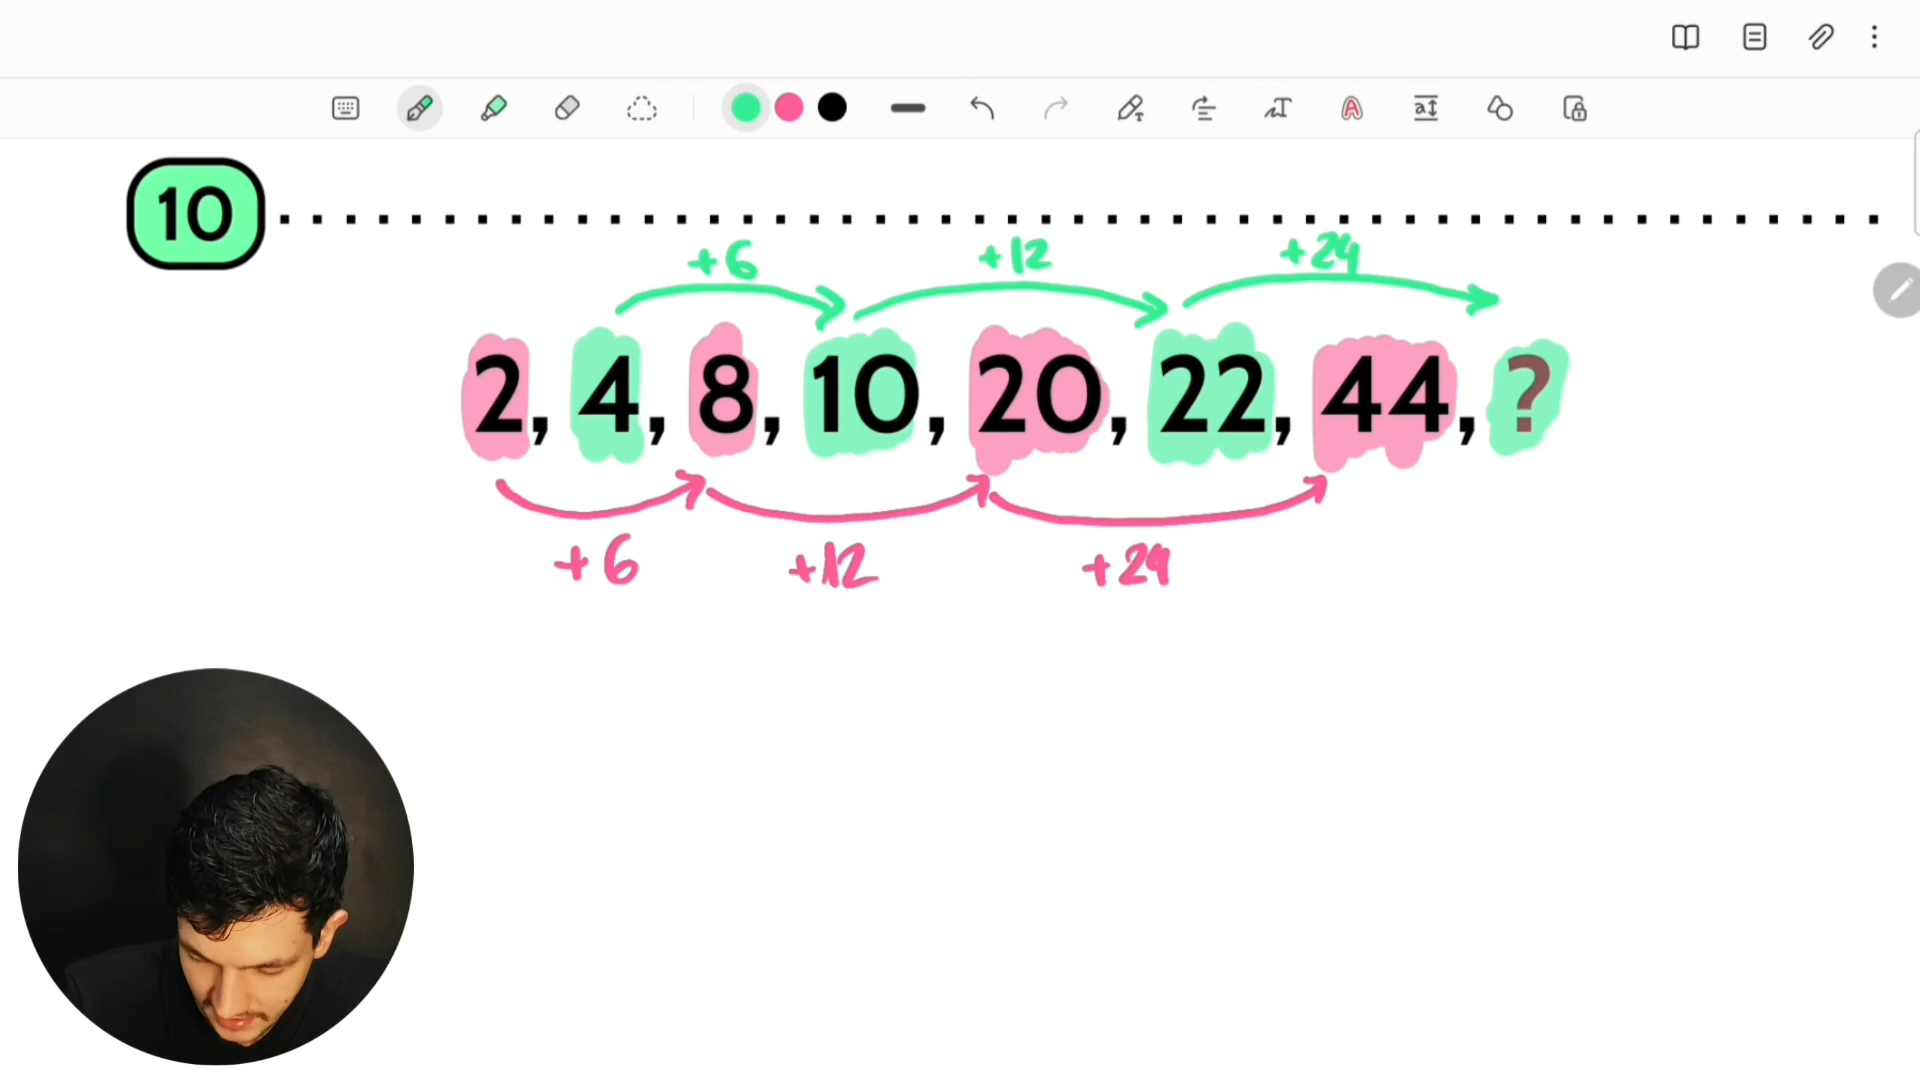 10
+6 +12 +24
2, 4, 8, 10, 20, 22, 44, ?
+6 +12 +24